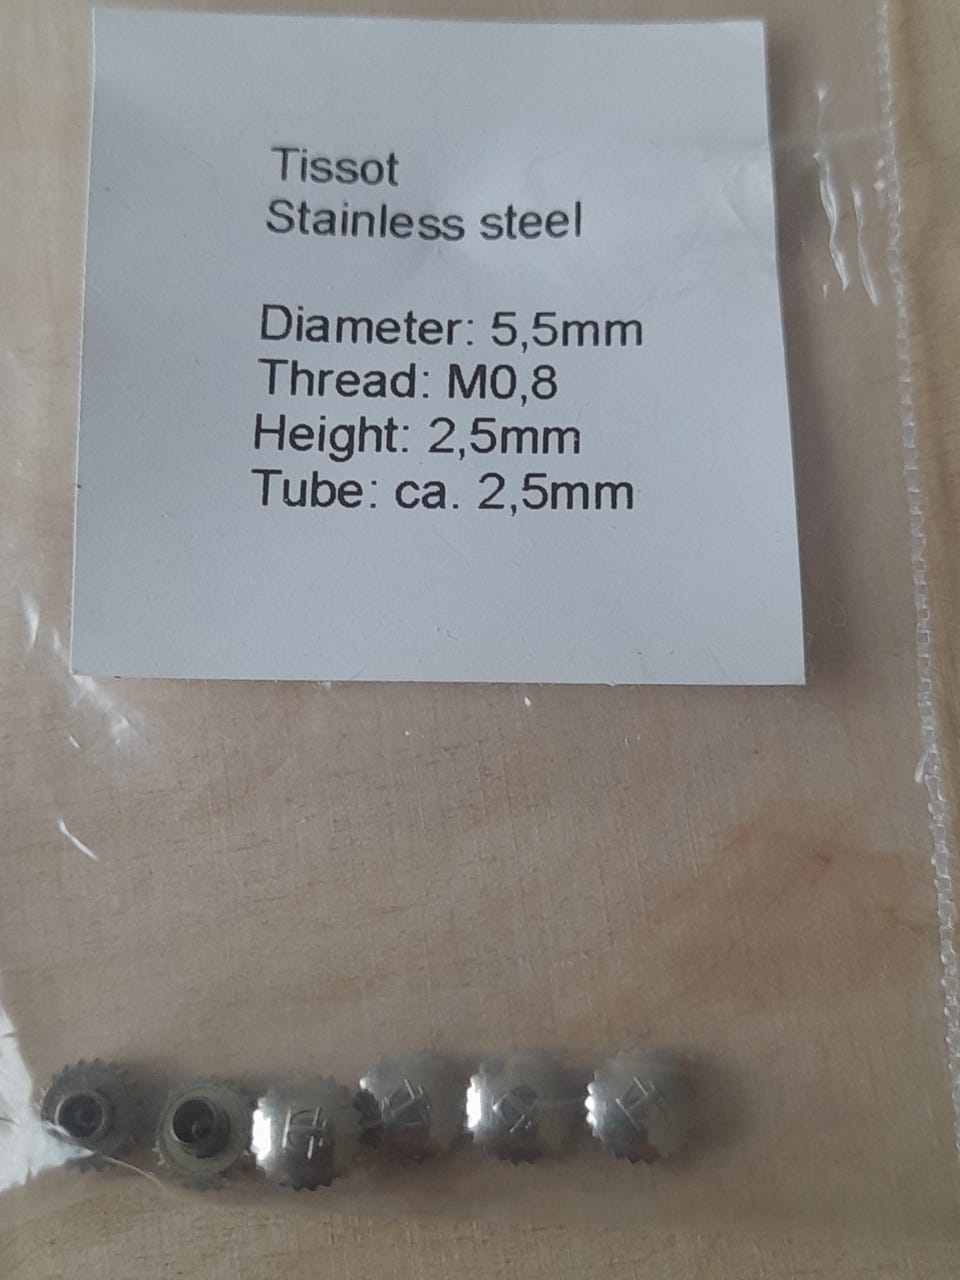 Tissot
Stainless steel
Diameter: 5,5mm
Thread: M0,8
Height: 2,5mm
Tube: ca. 2,5mm